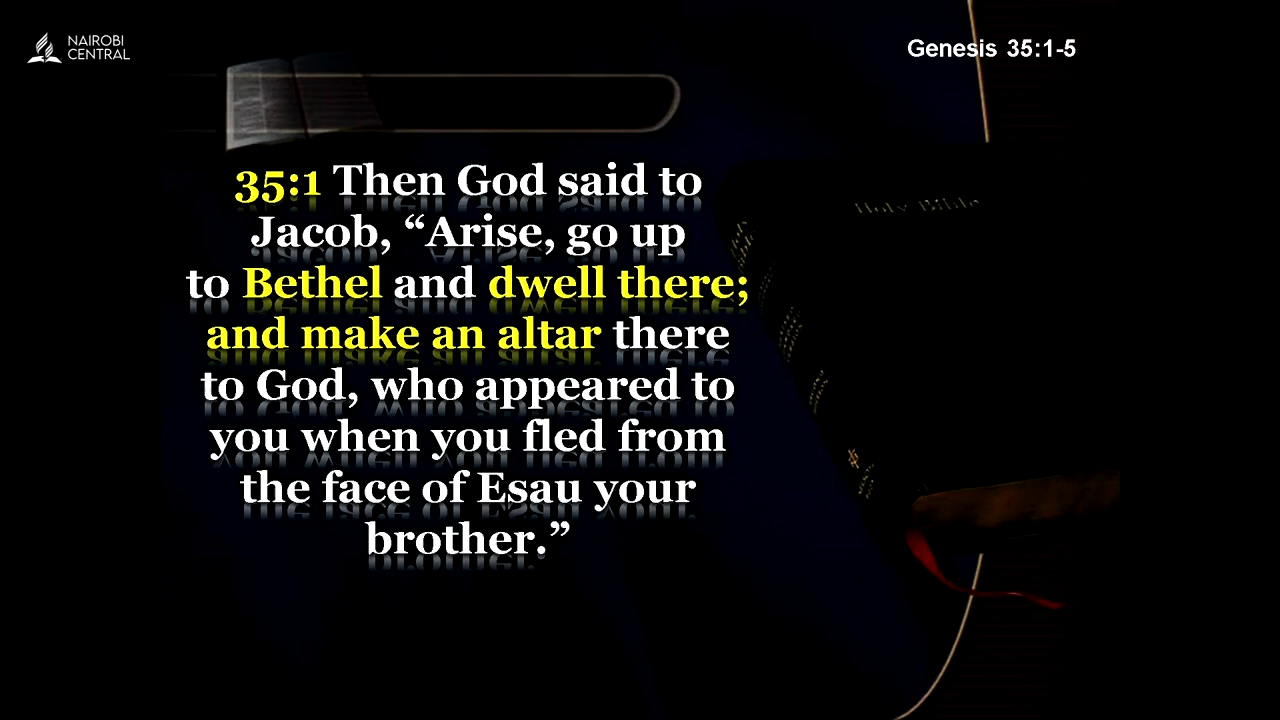 NAIROBI
CENTRAL
Genesis 35:1-5
35:1 Then God said to
Jacob, “Arise, go up
to Bethel and dwell there;
and make an altar there
to God, who appeared to
you when you fled from
the face of Esau your
brother.”
Holy Bible